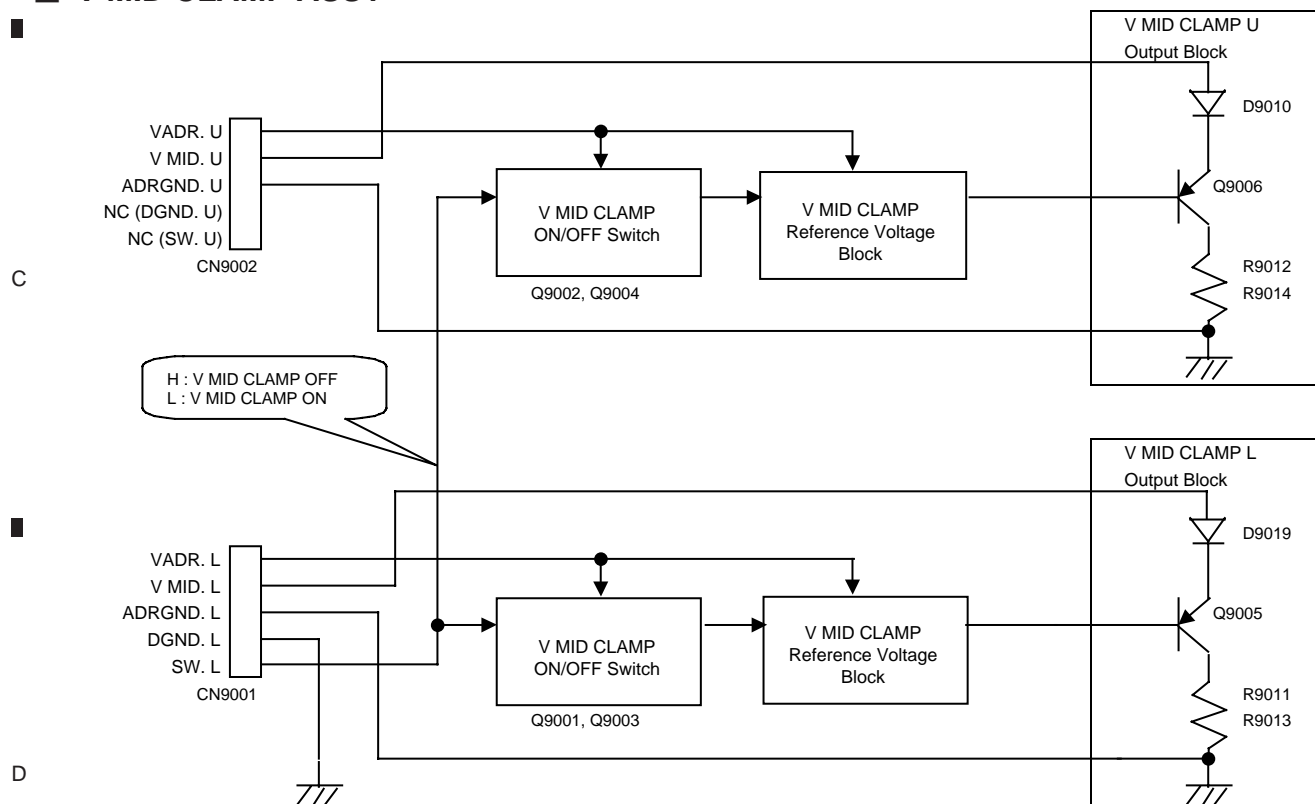 V MID CLAMP ASSY
V MID CLAMP U
Output Block
D9010
VADR. U
V MID. U
ADRGND. U
NC (DGND. U)
NC (SW. U)
CN9002
V MID CLAMP
ON/OFF Switch
Q9002, Q9004
V MID CLAMP
Reference Voltage
Block
Q9006
R9012
R9014
C
H : V MID CLAMP OFF
L : V MID CLAMP ON
V MID CLAMP L
Output Block
D9019
VADR. L
V MID. L
ADRGND. L
DGND. L
SW. L
CN9001
V MID CLAMP
ON/OFF Switch
Q9001, Q9003
V MID CLAMP
Reference Voltage
Block
Q9005
R9011
R9013
D